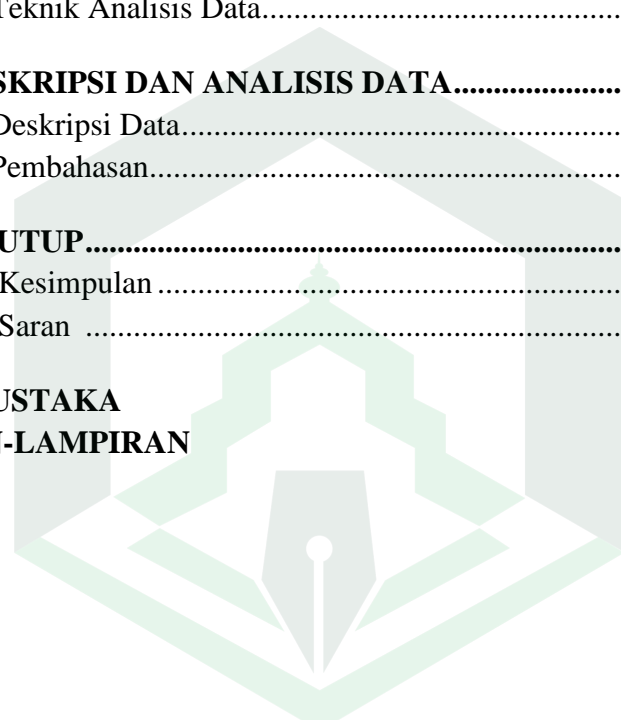 Teknik Analisis Data......................................................
SKRIPSI DAN ANALISIS DATA.....................
Deskripsi Data.................................................................
Pembahasan.....................................................................
UTUP....................................................................................
Kesimpulan .....................................................................
Saran ..............................................................................
USTAKA
-LAMPIRAN